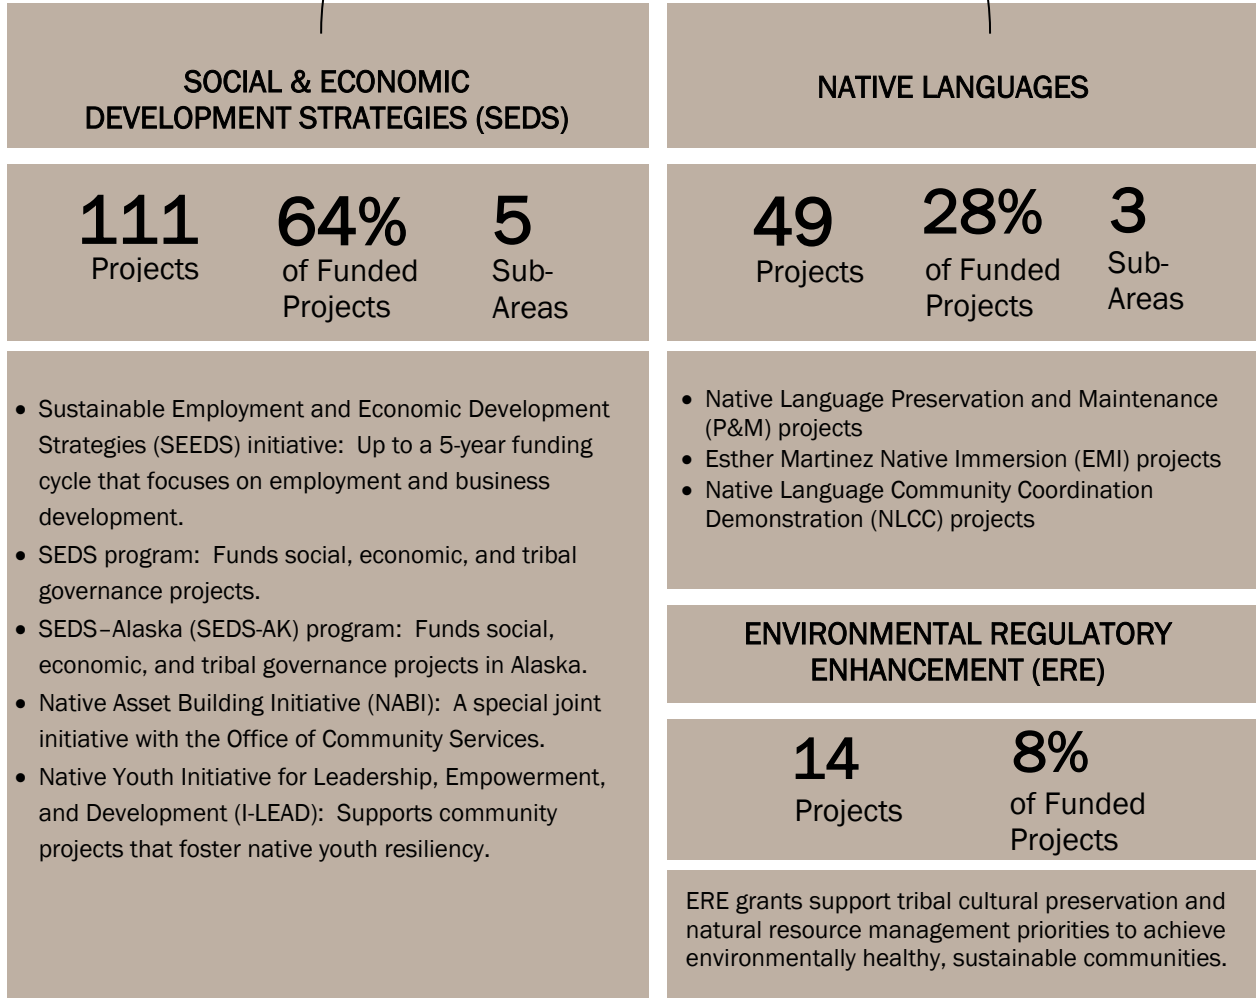 SOCIAL & ECONOMIC
DEVELOPMENT STRATEGIES (SEDS)
111
Projects
64%
of Funded
Projects
5
Sub-
Areas
• Sustainable Employment and Economic Development
Strategies (SEEDS) initiative:  Up to a 5-year funding
cycle that focuses on employment and business
development.
• SEDS program:  Funds social, economic, and tribal
governance projects.
• SEDS–Alaska (SEDS-AK) program:  Funds social,
economic, and tribal governance projects in Alaska.
• Native Asset Building Initiative (NABI):  A special joint
initiative with the Office of Community Services.
• Native Youth Initiative for Leadership, Empowerment,
and Development (I-LEAD):  Supports community
projects that foster native youth resiliency.
NATIVE LANGUAGES
49
Projects
28%
of Funded
Projects
3
Sub-
Areas
• Native Language Preservation and Maintenance
(P&M) projects
• Esther Martinez Native Immersion (EMI) projects
• Native Language Community Coordination
Demonstration (NLCC) projects
ENVIRONMENTAL REGULATORY
ENHANCEMENT (ERE)
14
Projects
8%
of Funded
Projects
ERE grants support tribal cultural preservation and
natural resource management priorities to achieve
environmentally healthy, sustainable communities.